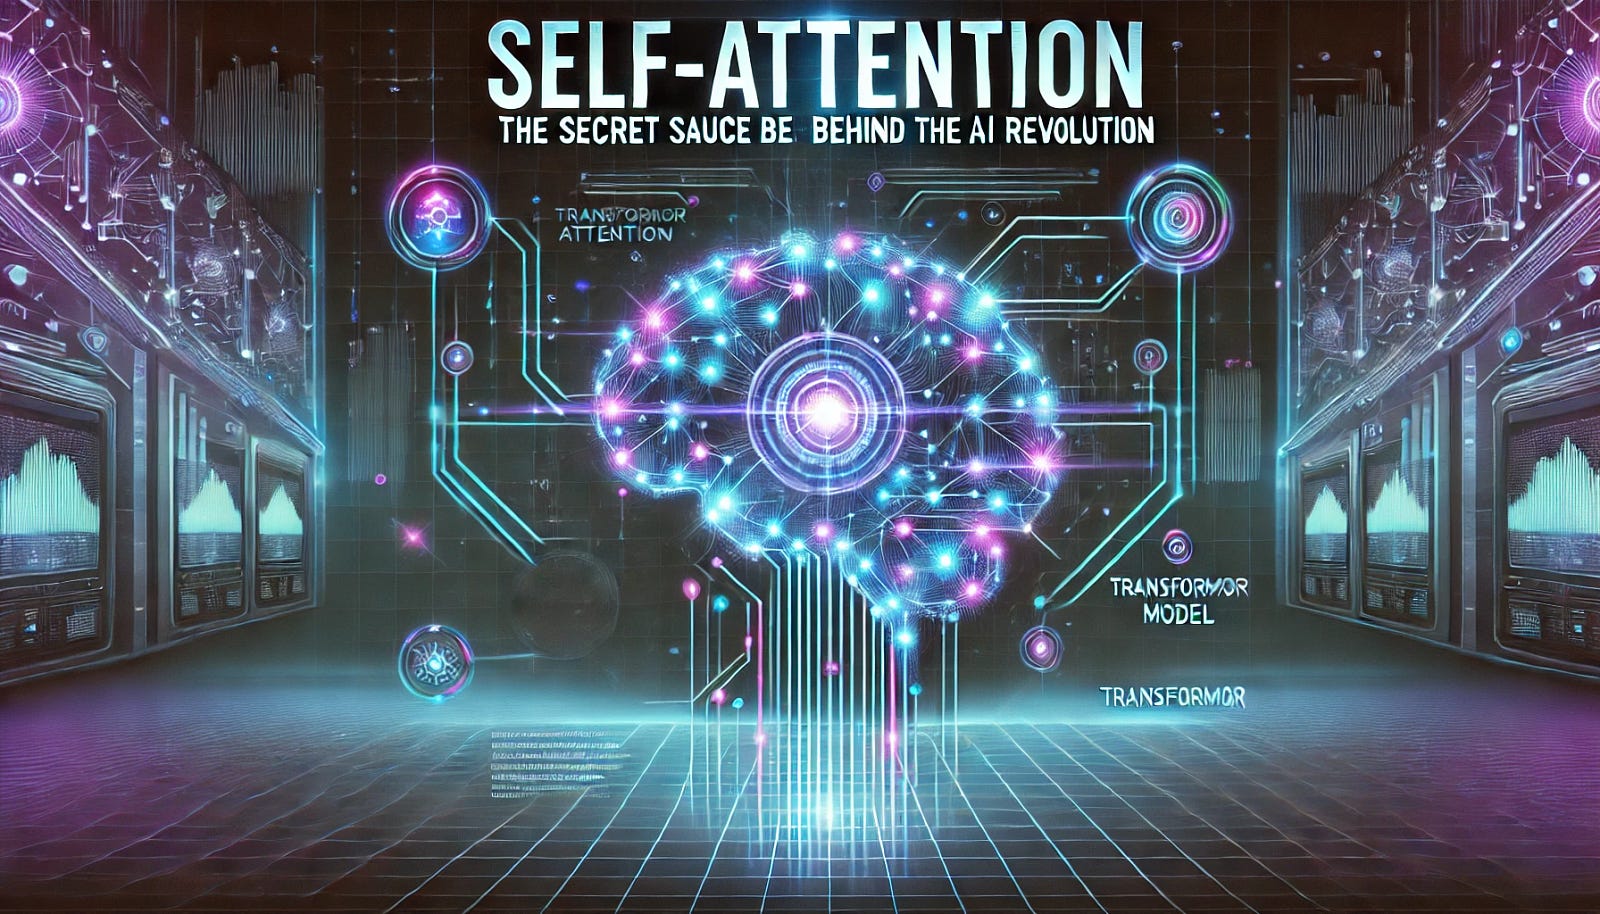 SELF-ATTENTION
THE SECRET SAUCE BE BEHIND THE AI REVOLUTION
TRANSFORMOR
ATTENTION
TRANSFORMOR
MODEL
TRANSFORMOR